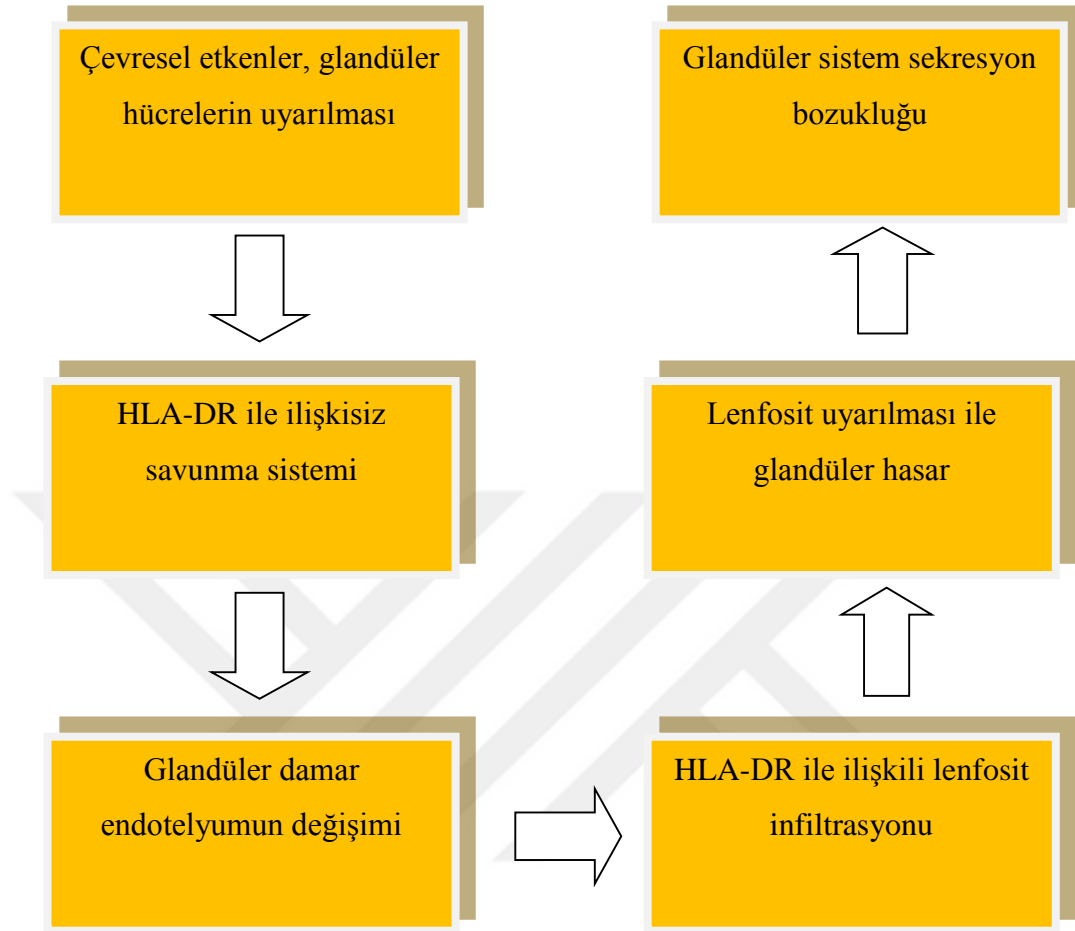 Çevresel etkenler, glandüler
hücrelerin uyarılması
HLA-DR ile ilişkisiz
savunma sistemi
Glandüler damar
endotelyumun değişimi
HLA-DR ile ilişkili lenfosit
infiltrasyonu
Lenfosit uyarılması ile
glandüler hasar
Glandüler sistem sekresyon
bozukluğu